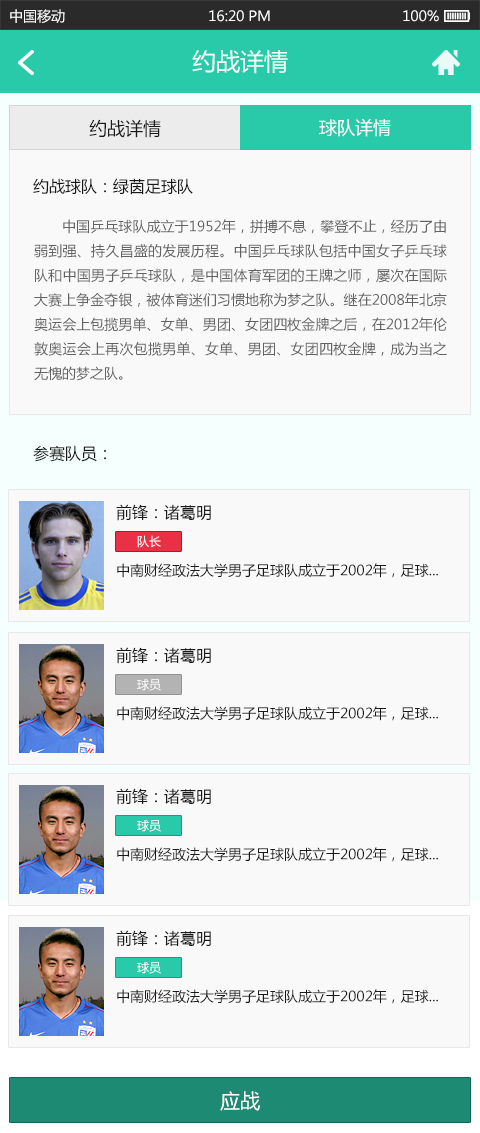 中国移动 16:20 PM 100%
约战详情
约战详情 球队详情
约战球队：绿茵足球队
中国乒乓球队成立于1952年，拼搏不息，攀登不止，经历了由
弱到强、持久昌盛的发展历程。中国乒乓球队包括中国女子乒乓球
队和中国男子乒乓球队，是中国体育军团的王牌之师，屡次在国际
大赛上争金夺银，被体育迷们习惯地称为梦之队。继在2008年北京
奥运会上包揽男单、女单、男团、女团四枚金牌之后，在2012年伦
敦奥运会上再次包揽男单、女单、男团、女团四枚金牌，成为当之
无愧的梦之队。
参赛队员：
前锋：诸葛明
队长
中南财经政法大学男子足球队成立于2002年，足球...
前锋：诸葛明
球员
中南财经政法大学男子足球队成立于2002年，足球...
前锋：诸葛明
球员
中南财经政法大学男子足球队成立于2002年，足球...
前锋：诸葛明
球员
中南财经政法大学男子足球队成立于2002年，足球...
应战